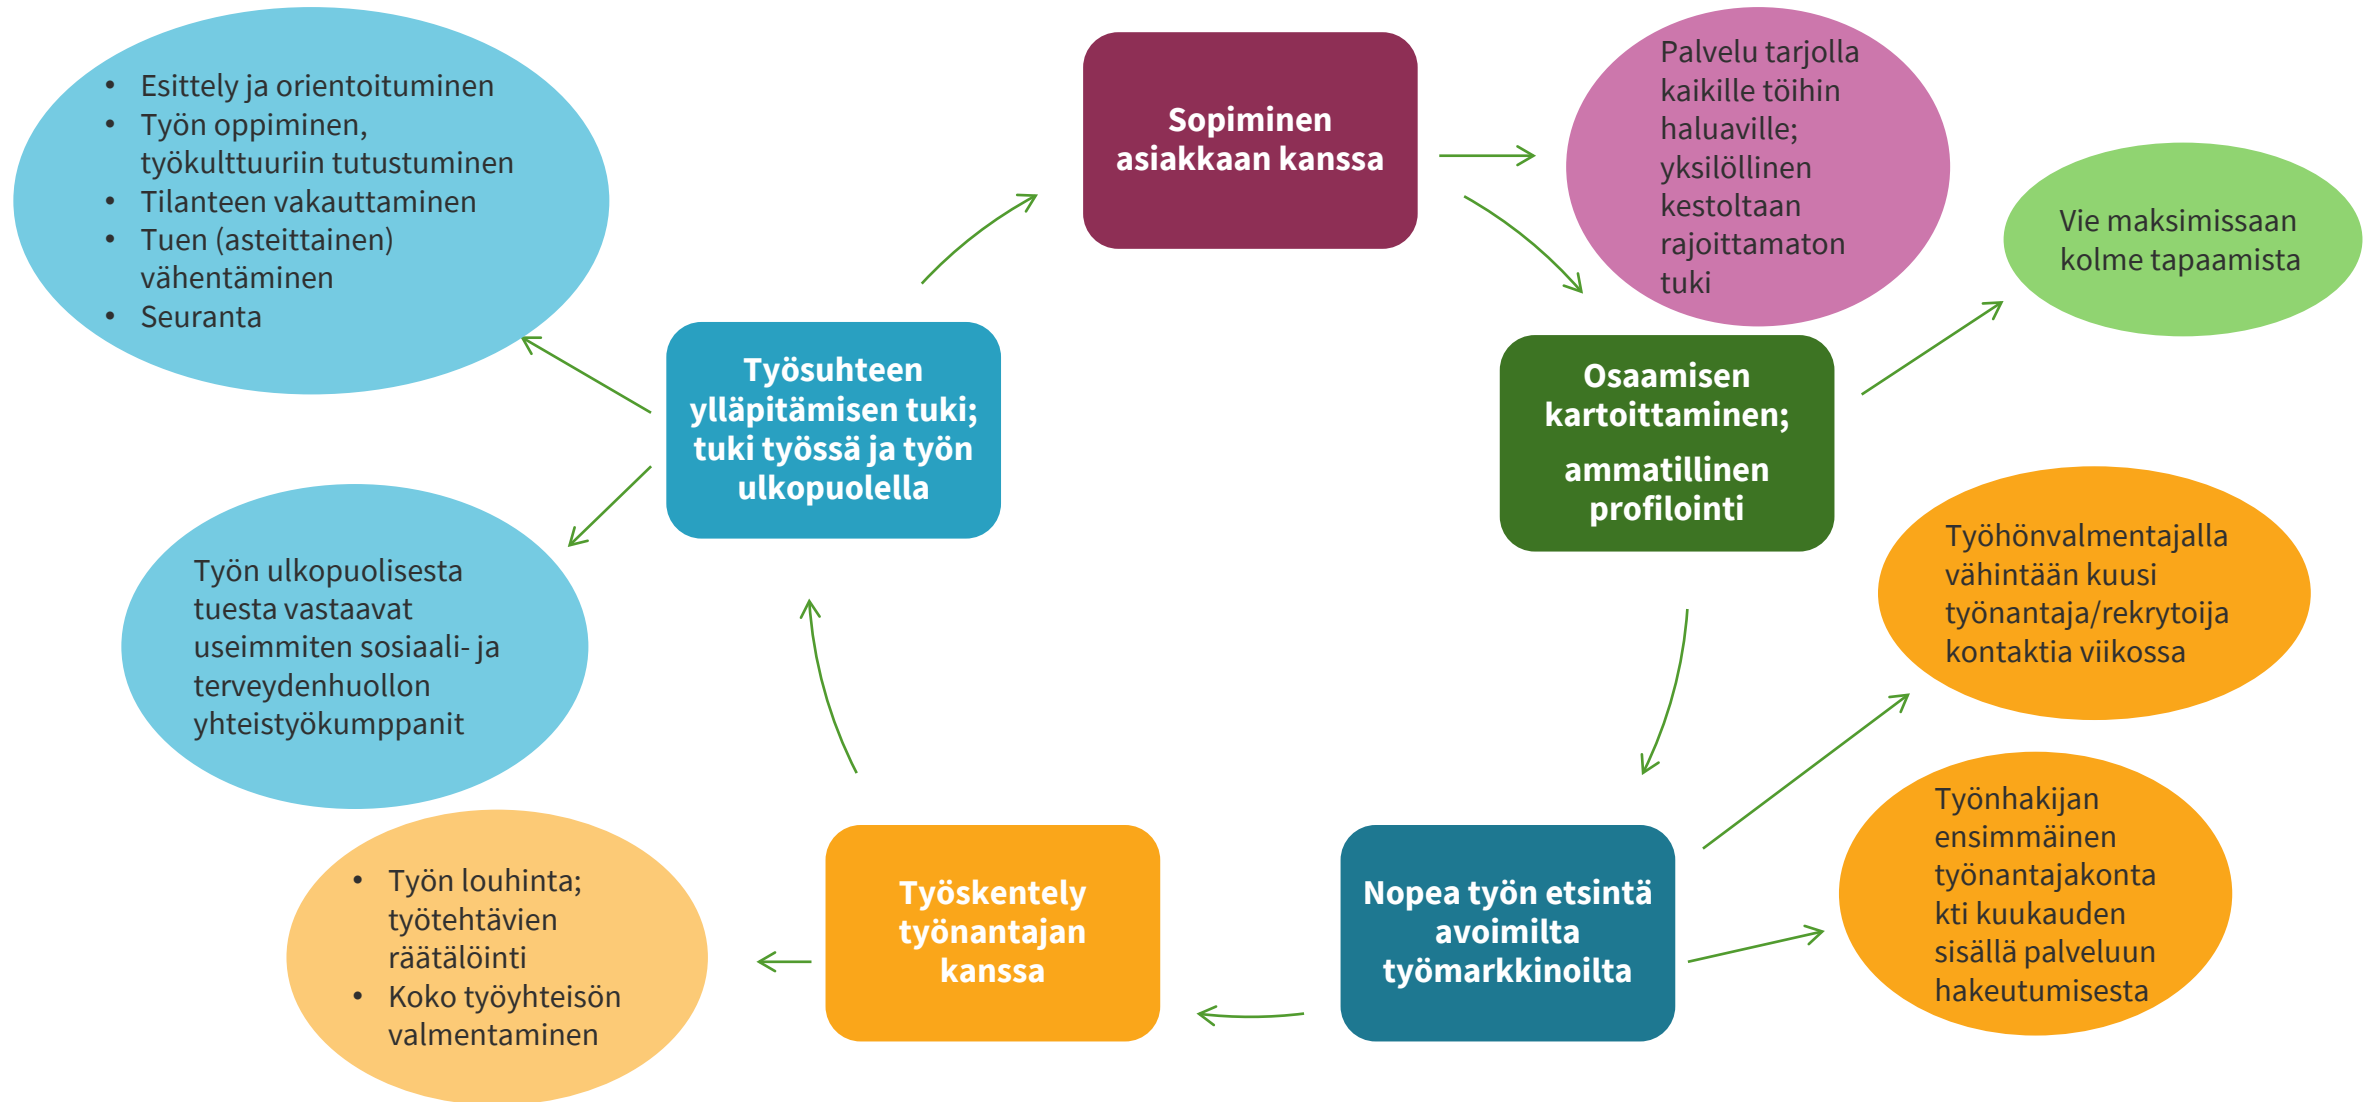 Sopiminen
asiakkaan kanssa
Palvelu tarjolla
kaikille töihin
haluaville;
yksilöllinen
kestoltaan
rajoittamaton
tuki
Osaamisen
kartoittaminen;
ammatillinen
profilointi
Vie maksimissaan
kolme tapaamista
Nopea työn etsintä
avoimilta
työmarkkinoilta
Työhönvalmentajalla
vähintään kuusi
työnantaja/rekrytoija
kontaktia viikossa
Työnhakijan
ensimmäinen
työnantajakonta
kti kuukauden
sisällä palveluun
hakeutumisesta
Työskentely
työnantajan
kanssa
• Työn louhinta;
työtehtävien
räätälöinti
• Koko työyhteisön
valmentaminen
Työsuhteen
ylläpitämisen tuki;
tuki työssä ja työn
ulkopuolella
• Esittely ja orientoituminen
• Työn oppiminen,
työkulttuuriin tutustuminen
• Tilanteen vakauttaminen
• Tuen (asteittainen)
vähentäminen
• Seuranta
Työn ulkopuolisesta
tuesta vastaavat
useimmiten sosiaali- ja
terveydenhuollon
yhteistyökumppanit